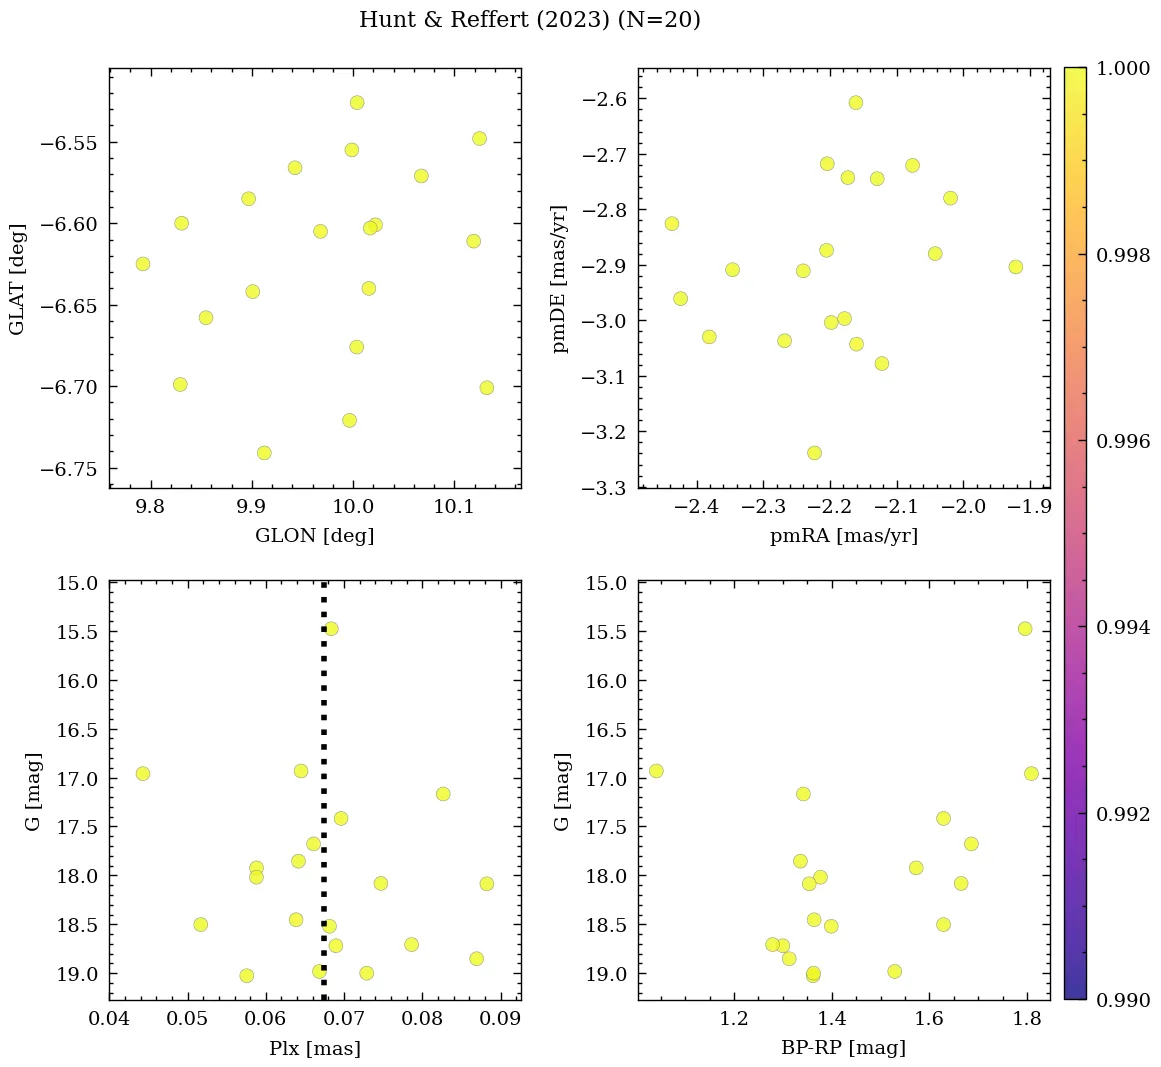 Hunt & Reffert (2023) (N=20)
−6.55
−6.60
−6.65
−6.70
−6.75
GLAT [deg]
9.8 9.9 10.0 10.1
GLON [deg]
−2.6
−2.7
−2.8
−2.9
−3.0
−3.1
−3.2
−3.3
pmDE [mas/yr]
−2.4 −2.3 −2.2 −2.1 −2.0 −1.9
pmRA [mas/yr]
15.0
15.5
16.0
16.5
17.0
17.5
18.0
18.5
19.0
G [mag]
0.04 0.05 0.06 0.07 0.08 0.09
Plx [mas]
15.0
15.5
16.0
16.5
17.0
17.5
18.0
18.5
19.0
G [mag]
1.2 1.4 1.6 1.8
BP-RP [mag]
1.000
0.998
0.996
0.994
0.992
0.990